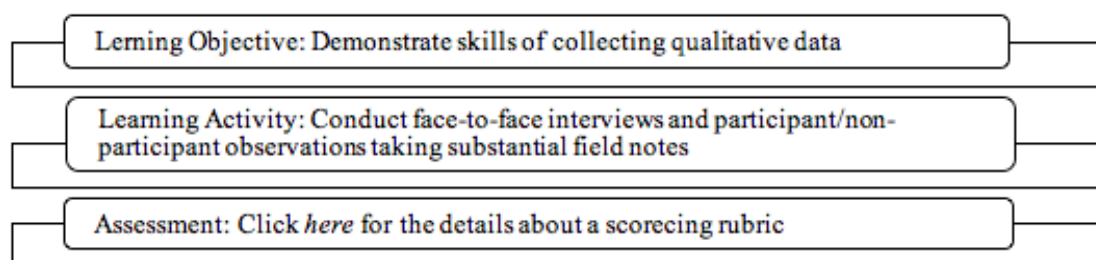 Lerning Objective: Demonstrate skills of collecting qualitative data
Learning Activity: Conduct face-to-face interviews and participant/non-
participant observations taking substantial field notes
Assessment: Click here for the details about a scorecing rubric